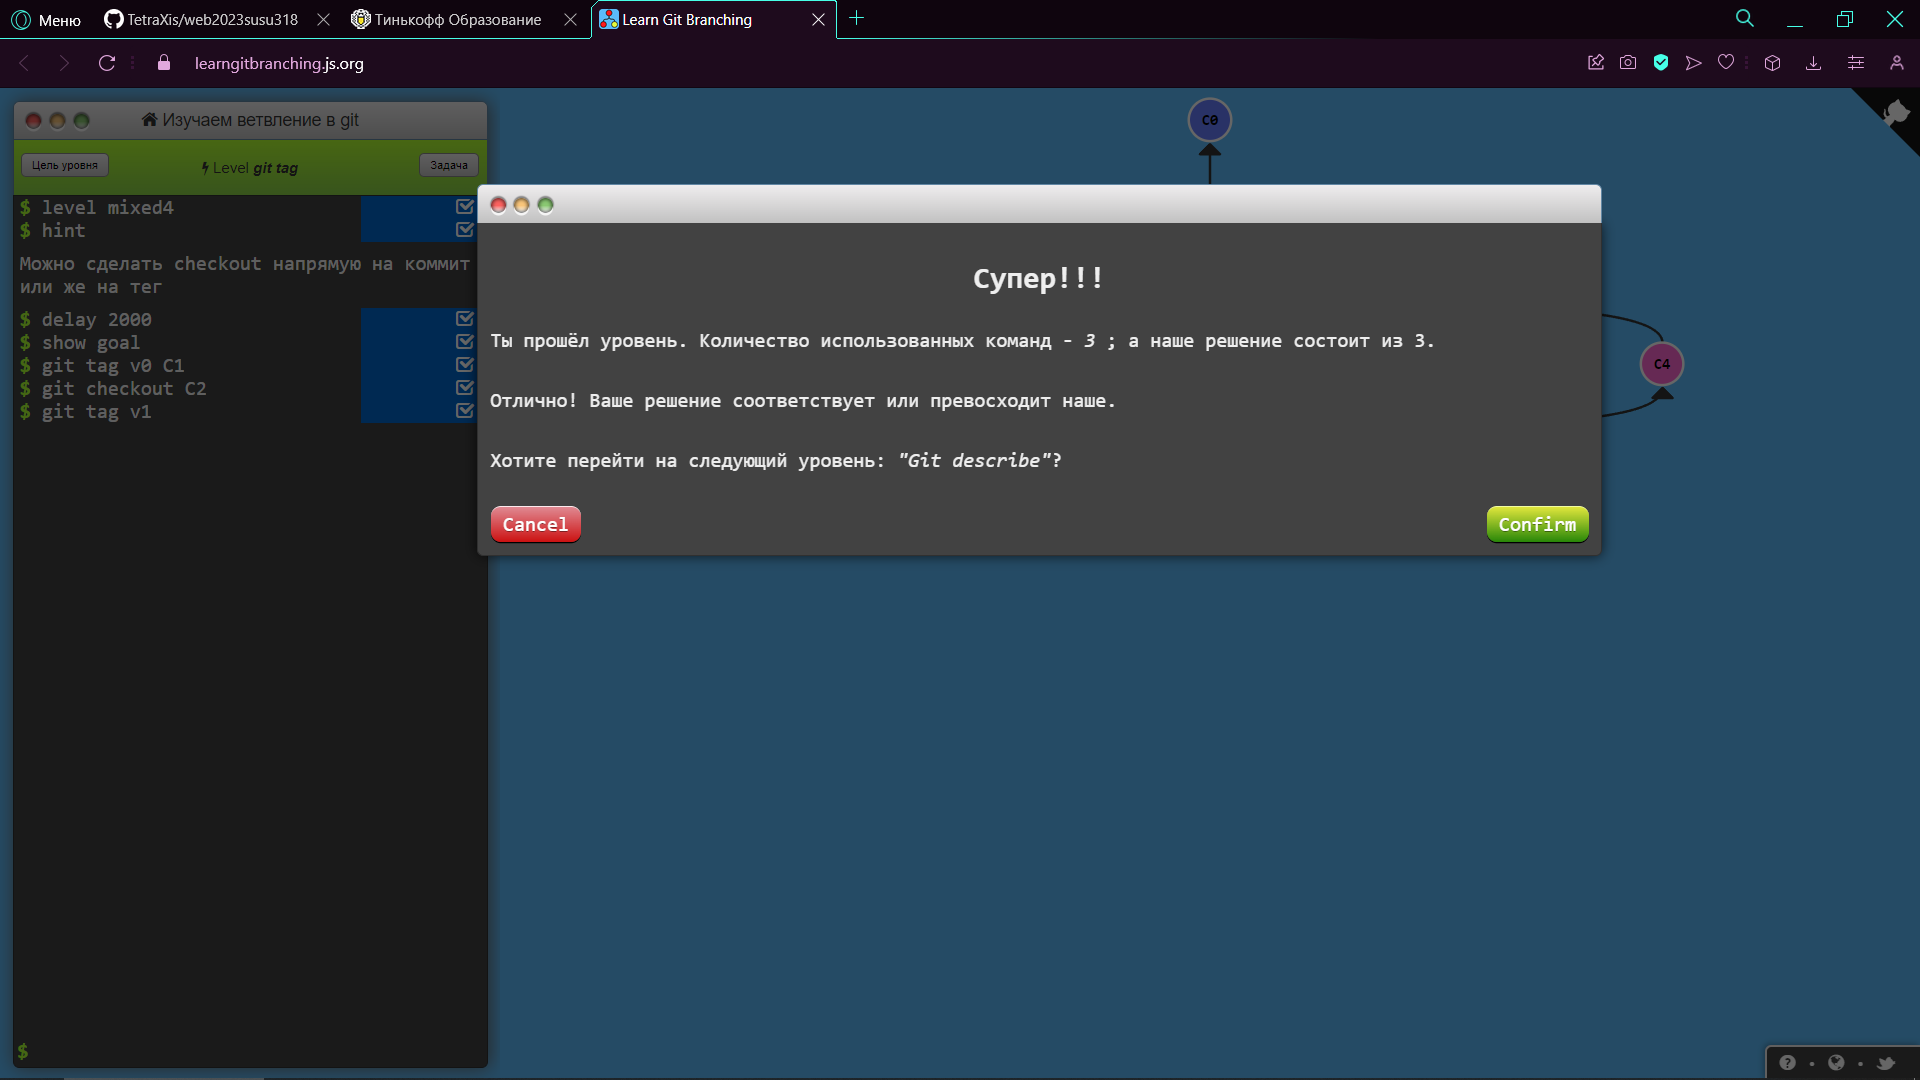 Меню
TetraXis/web2023susu318
Тинькофф Образование
Learn Git Branching
learngitbranching.js.org
Изучаем ветвление в git
Цель уровня
Level git tag
Задача
$ level mixed4
$ hint
Можно сделать checkout напрямую на коммит
или же на тег
$ delay 2000
$ show goal
$ git tag v0 C1
$ git checkout C2
$ git tag v1
$
C0
C4
Супер!!!
Ты прошёл уровень. Количество использованных команд - 3 ; а наше решение состоит из 3.
Отлично! Ваше решение соответствует или превосходит наше.
Хотите перейти на следующий уровень: "Git describe"?
Cancel
Confirm